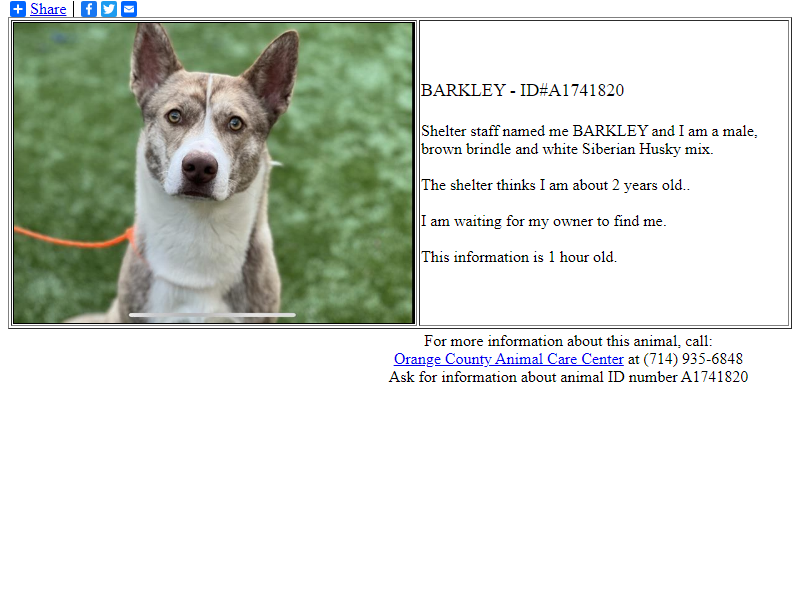 Share
BARKLEY - ID#A1741820
Shelter staff named me BARKLEY and I am a male,
brown brindle and white Siberian Husky mix.
The shelter thinks I am about 2 years old..
I am waiting for my owner to find me.
This information is 1 hour old.
For more information about this animal, call:
Orange County Animal Care Center at (714) 935-6848
Ask for information about animal ID number A1741820